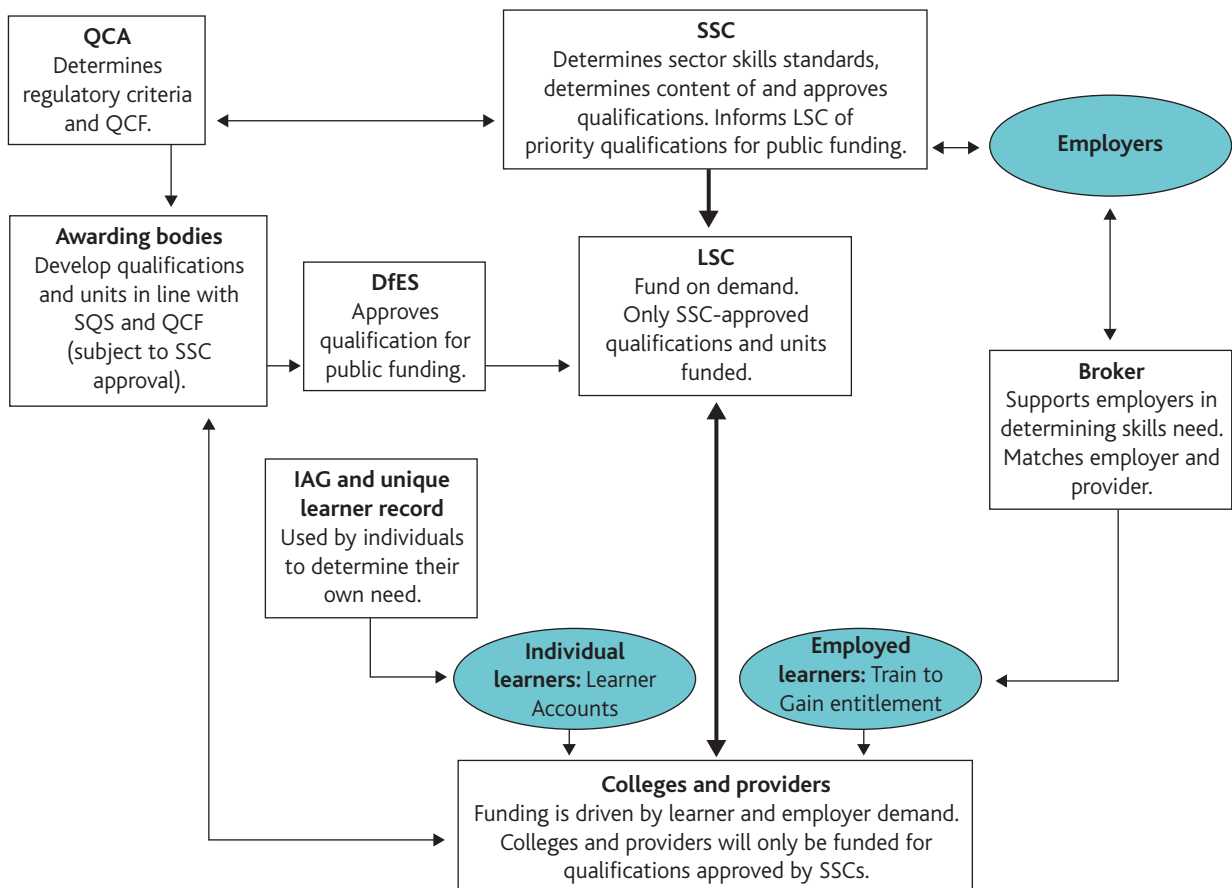 QCA
Determines
regulatory criteria
and QCF.
SSC
Determines sector skills standards,
determines content of and approves
qualifications. Informs LSC of
priority qualifications for public funding.
Employers
Awarding bodies
Develop qualifications
and units in line with
SQS and QCF
(subject to SSC
approval).
DfES
Approves
qualification for
public funding.
LSC
Fund on demand.
Only SSC-approved
qualifications and units
funded.
Broker
Supports employers in
determining skills need.
Matches employer and
provider.
IAG and unique
learner record
Used by individuals
to determine their
own need.
Individual
learners: Learner
Accounts
Employed
learners: Train to
Gain entitlement
Colleges and providers
Funding is driven by learner and employer demand.
Colleges and providers will only be funded for
qualifications approved by SSCs.